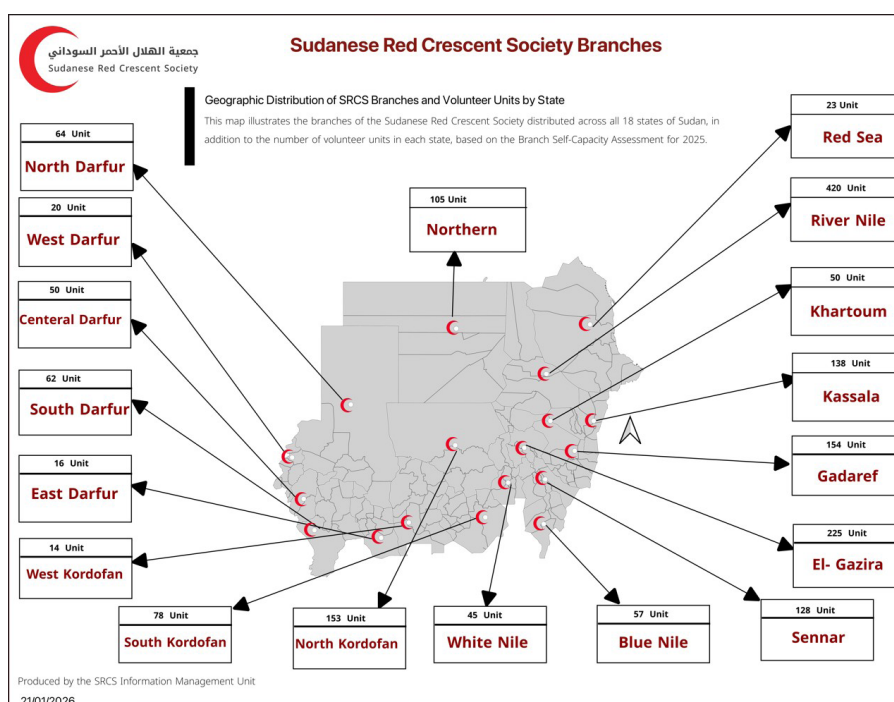 جمعية الهلال الأحمر السوداني
Sudanese Red Crescent Society
Sudanese Red Crescent Society Branches
Geographic Distribution of SRCS Branches and Volunteer Units by State
This map illustrates the branches of the Sudanese Red Crescent Society distributed across all 18 states of Sudan, in
addition to the number of volunteer units in each state, based on the Branch Self-Capacity Assessment for 2025.
64 Unit
North Darfur
20 Unit
West Darfur
50 Unit
Centeral Darfur
62 Unit
South Darfur
16 Unit
East Darfur
14 Unit
West Kordofan
78 Unit
South Kordofan
153 Unit
North Kordofan
45 Unit
White Nile
57 Unit
Blue Nile
128 Unit
Sennar
105 Unit
Northern
23 Unit
Red Sea
420 Unit
River Nile
50 Unit
Khartoum
138 Unit
Kassala
154 Unit
Gadaref
225 Unit
El- Gazira
Produced by the SRCS Information Management Unit
21/01/2026